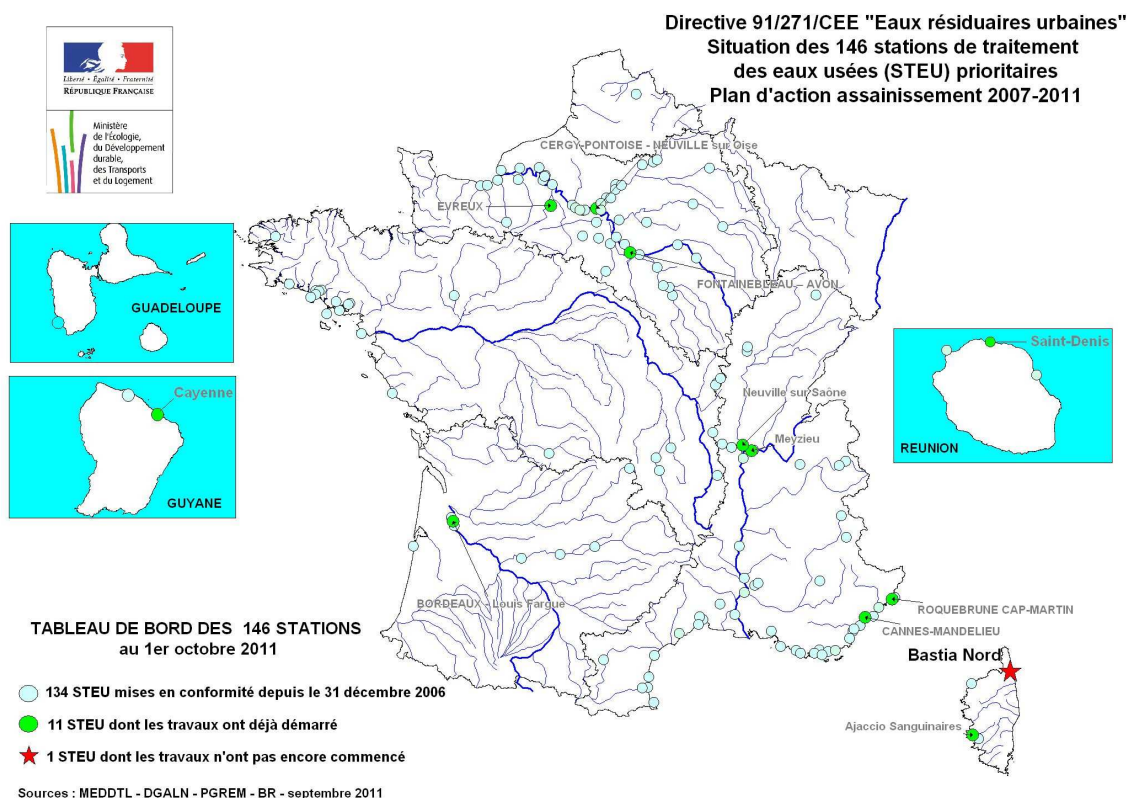 Directive 91/271/CEE "Eaux résiduaires urbaines"
Situation des 146 stations de traitement
des eaux usées (STEU) prioritaires
Plan d'action assainissement 2007-2011
Liberté • Égalité • Fraternité
RÉPUBLIQUE FRANÇAISE
Ministère
de l'Écologie,
du Développement
durable,
des Transports
et du Logement
CERGY-PONTOISE - NEUVILLE sur Oise
EVREUX
FONTAINEBLEAU - AVON
GUADELOUPE
Cayenne
GUYANE
Saint-Denis
REUNION
Neuville sur Saône
Meyzieu
BORDEAUX - Louis Fargue
ROQUEBRUNE CAP-MARTIN
CANNES-MANDELIEU
Bastia Nord
Ajaccio Sanguinaires
TABLEAU DE BORD DES 146 STATIONS
au 1er octobre 2011
134 STEU mises en conformité depuis le 31 décembre 2006
11 STEU dont les travaux ont déjà démarré
1 STEU dont les travaux n'ont pas encore commencé
Sources : MEDDTL - DGALN - PGREM - BR - septembre 2011